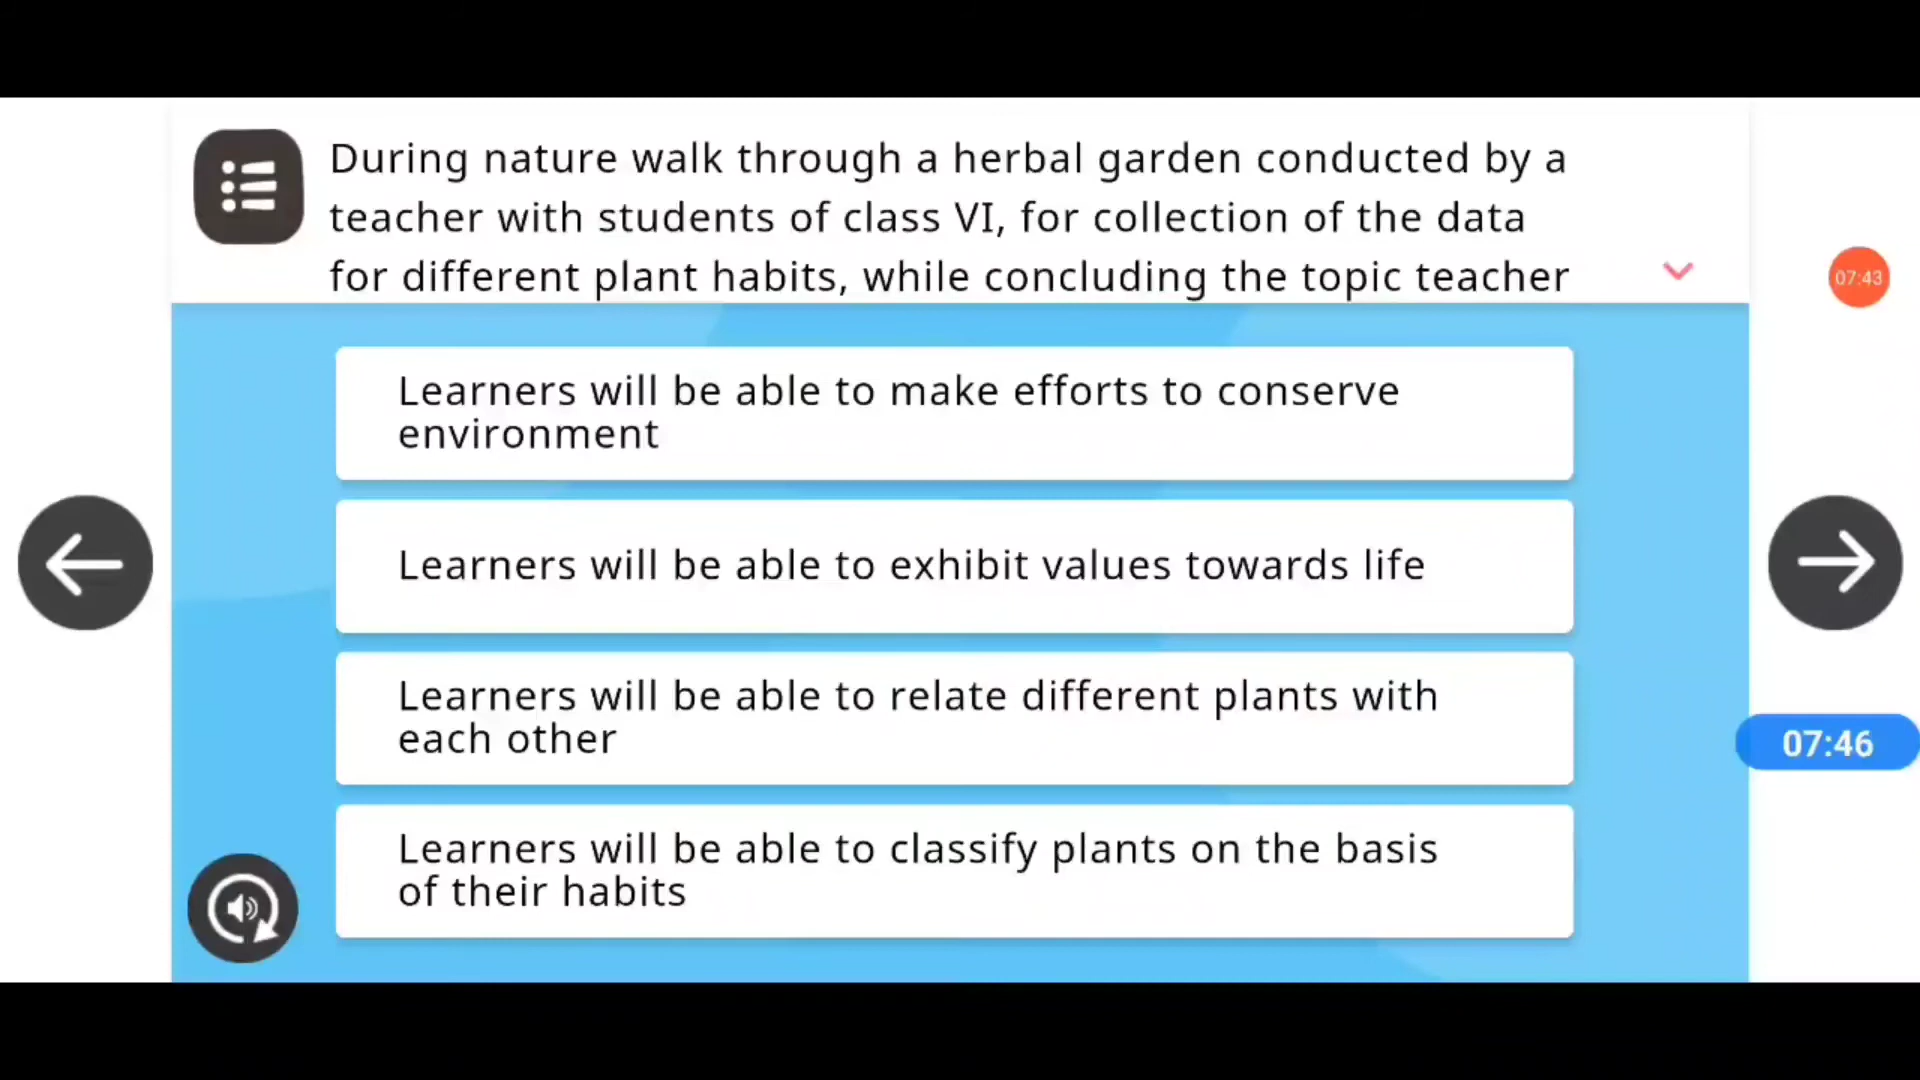 During nature walk through a herbal garden conducted by a
teacher with students of class VI, for collection of the data
for different plant habits, while concluding the topic teacher
07:43
Learners will be able to make efforts to conserve
environment
Learners will be able to exhibit values towards life
Learners will be able to relate different plants with
each other
07:46
Learners will be able to classify plants on the basis
of their habits